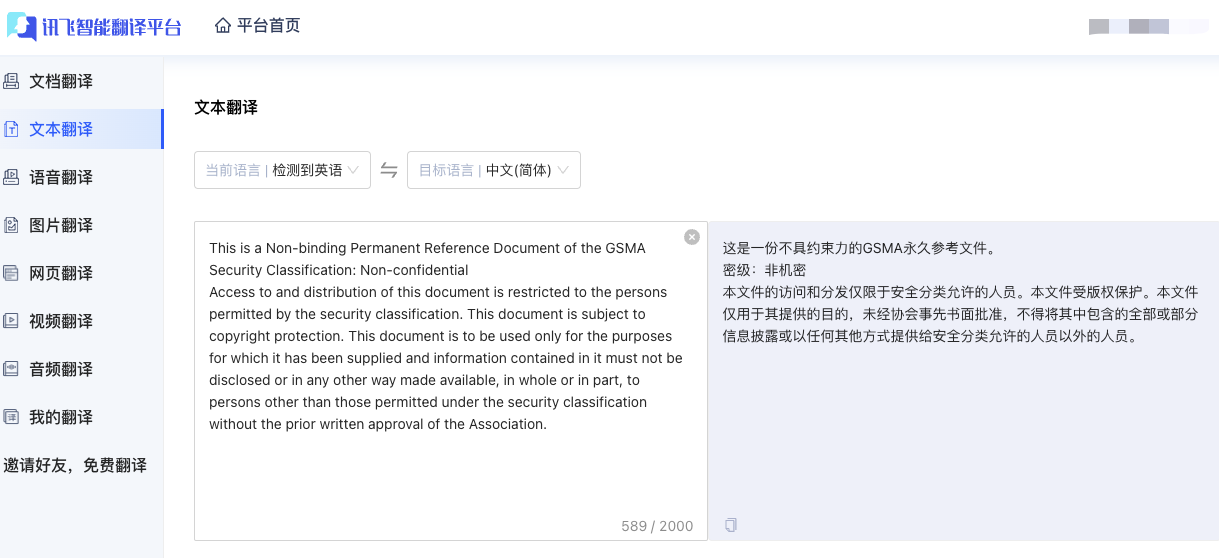 讯飞智能翻译平台
平台首页
文档翻译
文本翻译
语音翻译
图片翻译
网页翻译
视频翻译
音频翻译
我的翻译
邀请好友，免费翻译
文本翻译
当前语言 | 检测到英语
目标语言 | 中文(简体)
This is a Non-binding Permanent Reference Document of the GSMA
Security Classification: Non-confidential
Access to and distribution of this document is restricted to the persons
permitted by the security classification. This document is subject to
copyright protection. This document is to be used only for the purposes
for which it has been supplied and information contained in it must not be
disclosed or in any other way made available, in whole or in part, to
persons other than those permitted under the security classification
without the prior written approval of the Association.
589 / 2000
这是一份不具约束力的GSMA永久参考文件。
密级：非机密
本文件的访问和分发仅限于安全分类允许的人员。本文件受版权保护。本文件
仅用于其提供的目的，未经协会事先书面批准，不得将其中包含的全部或部分
信息披露或以任何其他方式提供给安全分类允许的人员以外的人员。